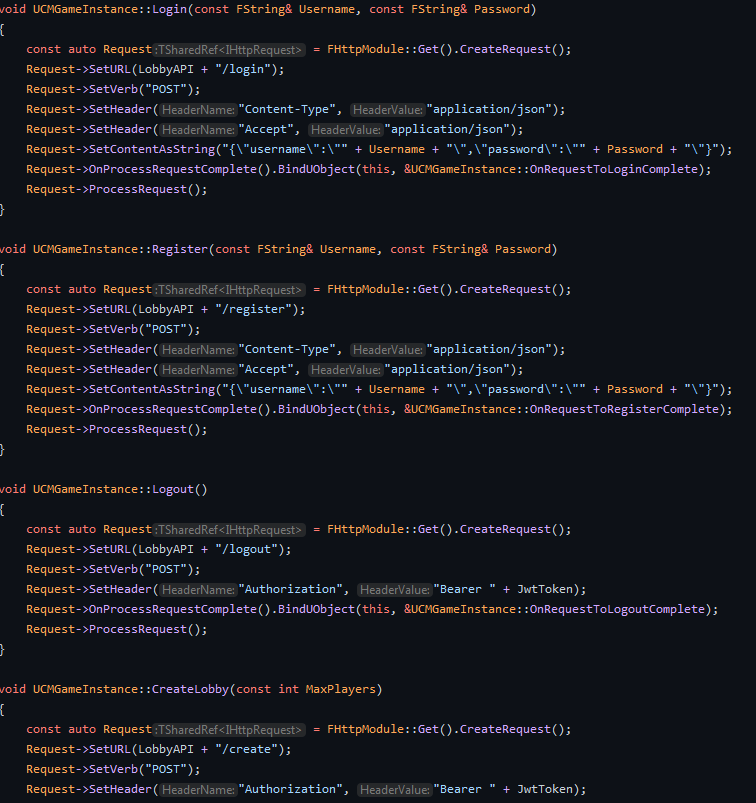 void UCMGameInstance::Login(const FString& Username, const FString& Password)
{
    const auto Request:TSharedRef<IHttpRequest> = FHttpModule::Get().CreateRequest();
    Request->SetURL(LobbyAPI + "/login");
    Request->SetVerb("POST");
    Request->SetHeader(HeaderName:"Content-Type", HeaderValue:"application/json");
    Request->SetHeader(HeaderName:"Accept", HeaderValue:"application/json");
    Request->SetContentAsString("{\"username\":\"" + Username + "\",\"password\":\"" + Password + "\"}");
    Request->OnProcessRequestComplete().BindUObject(this, &UCMGameInstance::OnRequestToLoginComplete);
    Request->ProcessRequest();
}
void UCMGameInstance::Register(const FString& Username, const FString& Password)
{
    const auto Request:TSharedRef<IHttpRequest> = FHttpModule::Get().CreateRequest();
    Request->SetURL(LobbyAPI + "/register");
    Request->SetVerb("POST");
    Request->SetHeader(HeaderName:"Content-Type", HeaderValue:"application/json");
    Request->SetHeader(HeaderName:"Accept", HeaderValue:"application/json");
    Request->SetContentAsString("{\"username\":\"" + Username + "\",\"password\":\"" + Password + "\"}");
    Request->OnProcessRequestComplete().BindUObject(this, &UCMGameInstance::OnRequestToRegisterComplete);
    Request->ProcessRequest();
}
void UCMGameInstance::Logout()
{
    const auto Request:TSharedRef<IHttpRequest> = FHttpModule::Get().CreateRequest();
    Request->SetURL(LobbyAPI + "/logout");
    Request->SetVerb("POST");
    Request->SetHeader(HeaderName:"Authorization", HeaderValue:"Bearer " + JwtToken);
    Request->OnProcessRequestComplete().BindUObject(this, &UCMGameInstance::OnRequestToLogoutComplete);
    Request->ProcessRequest();
}
void UCMGameInstance::CreateLobby(const int MaxPlayers)
{
    const auto Request:TSharedRef<IHttpRequest> = FHttpModule::Get().CreateRequest();
    Request->SetURL(LobbyAPI + "/create");
    Request->SetVerb("POST");
    Request->SetHeader(HeaderName:"Authorization", HeaderValue:"Bearer " + JwtToken);